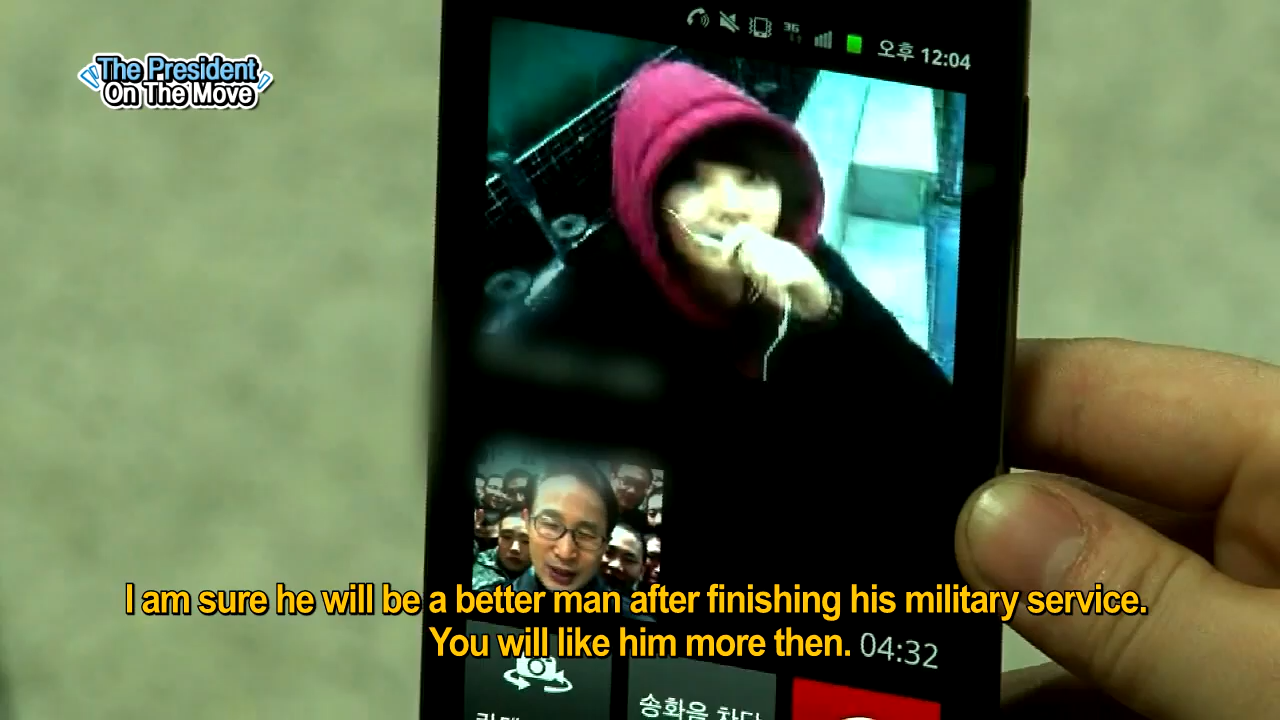 The President
On The Move
3G
오후 12:04
I am sure he will be a better man after finishing his military service.
You will like him more then.
04:32
송화음 차단